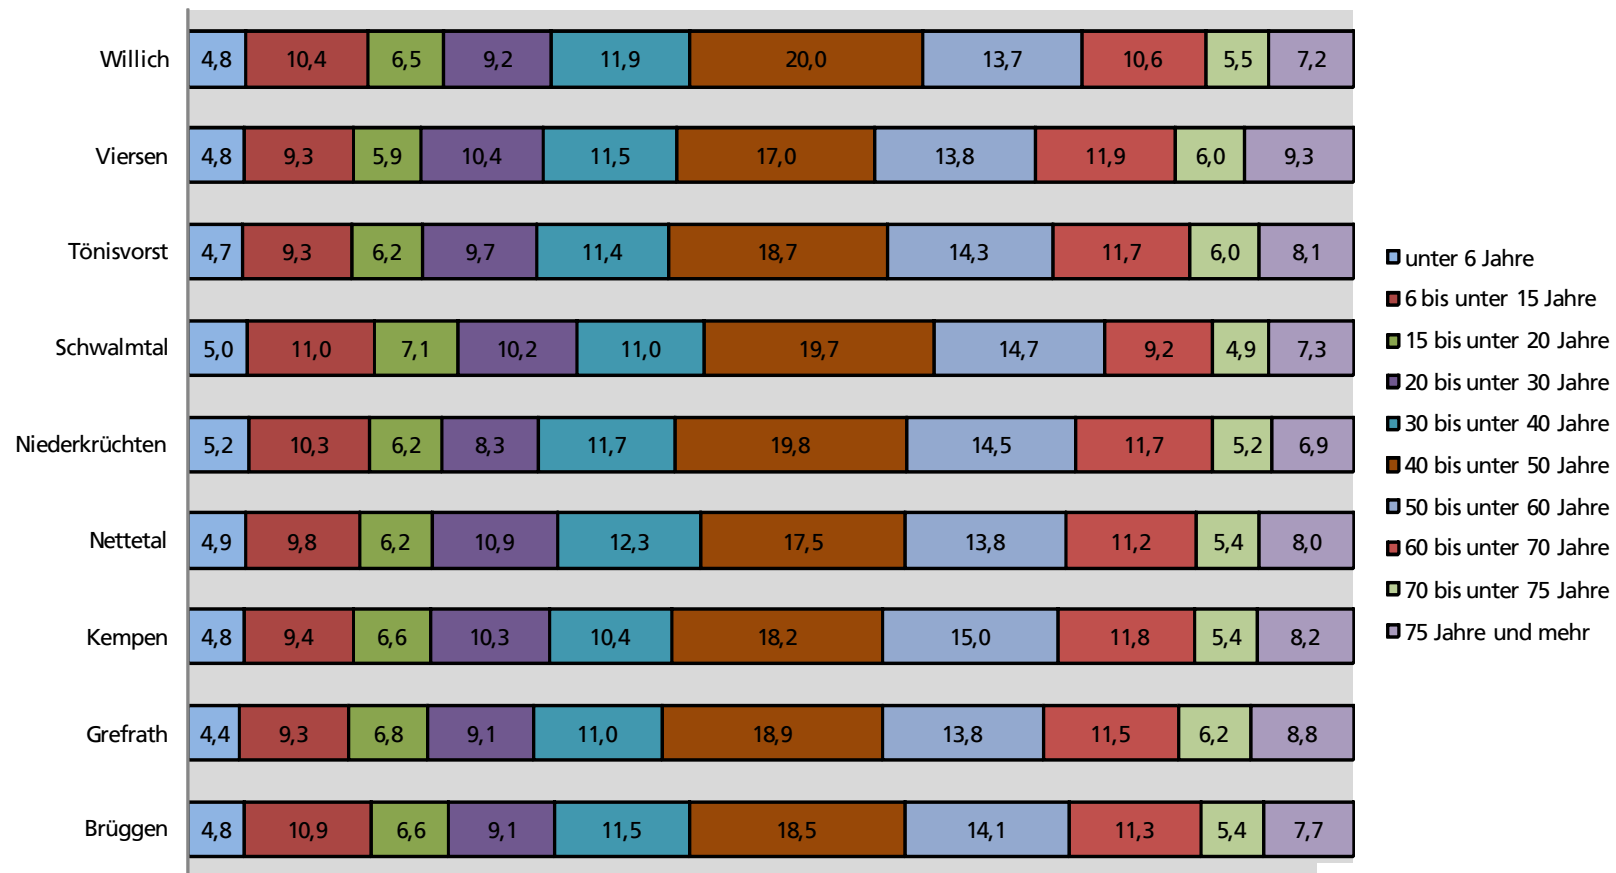 Willich 4,8 10,4 6,5 9,2 11,9 20,0 13,7 10,6 5,5 7,2
Viersen 4,8 9,3 5,9 10,4 11,5 17,0 13,8 11,9 6,0 9,3
Tönisvorst 4,7 9,3 6,2 9,7 11,4 18,7 14,3 11,7 6,0 8,1
Schwalmtal 5,0 11,0 7,1 10,2 11,0 19,7 14,7 9,2 4,9 7,3
Niederkrüchten 5,2 10,3 6,2 8,3 11,7 19,8 14,5 11,7 5,2 6,9
Nettetal 4,9 9,8 6,2 10,9 12,3 17,5 13,8 11,2 5,4 8,0
Kempen 4,8 9,4 6,6 10,3 10,4 18,2 15,0 11,8 5,4 8,2
Grefrath 4,4 9,3 6,8 9,1 11,0 18,9 13,8 11,5 6,2 8,8
Brüggen 4,8 10,9 6,6 9,1 11,5 18,5 14,1 11,3 5,4 7,7
unter 6 Jahre
6 bis unter 15 Jahre
15 bis unter 20 Jahre
20 bis unter 30 Jahre
30 bis unter 40 Jahre
40 bis unter 50 Jahre
50 bis unter 60 Jahre
60 bis unter 70 Jahre
70 bis unter 75 Jahre
75 Jahre und mehr